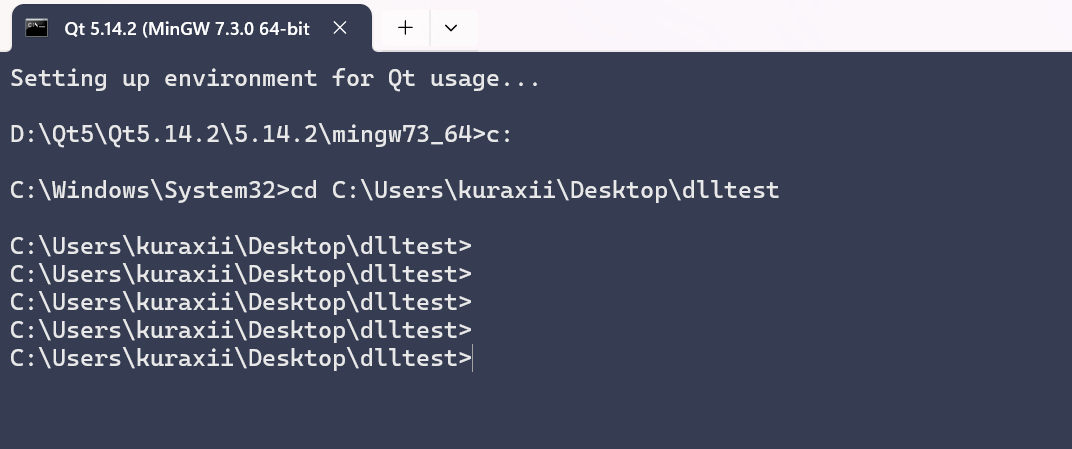 Qt 5.14.2 (MinGW 7.3.0 64-bit
Setting up environment for Qt usage...
D:\Qt5\Qt5.14.2\5.14.2\mingw73_64>c:
C:\Windows\System32>cd C:\Users\kuraxii\Desktop\dlltest
C:\Users\kuraxii\Desktop\dlltest>
C:\Users\kuraxii\Desktop\dlltest>
C:\Users\kuraxii\Desktop\dlltest>
C:\Users\kuraxii\Desktop\dlltest>
C:\Users\kuraxii\Desktop\dlltest>